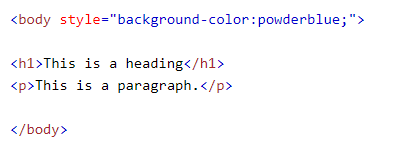 <body style="background-color:powderblue;">
<h1>This is a heading</h1>
<p>This is a paragraph.</p>
</body>